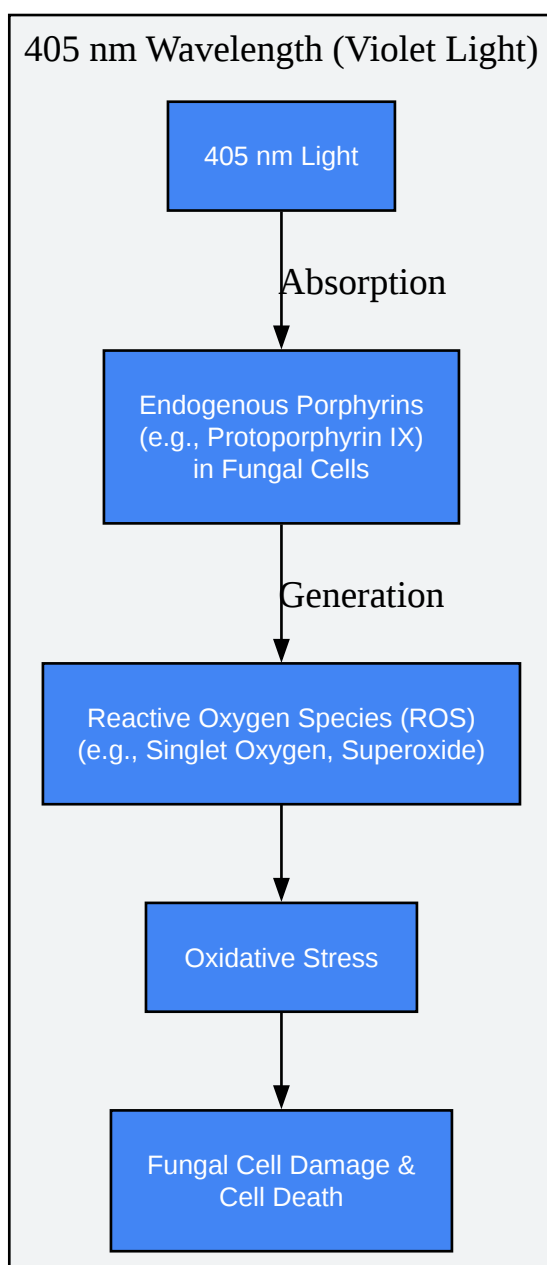 405 nm Wavelength (Violet Light)
405 nm Light
Absorption
Endogenous Porphyrins
(e.g., Protoporphyrin IX)
in Fungal Cells
Generation
Reactive Oxygen Species (ROS)
(e.g., Singlet Oxygen, Superoxide)
Oxidative Stress
Fungal Cell Damage &
Cell Death